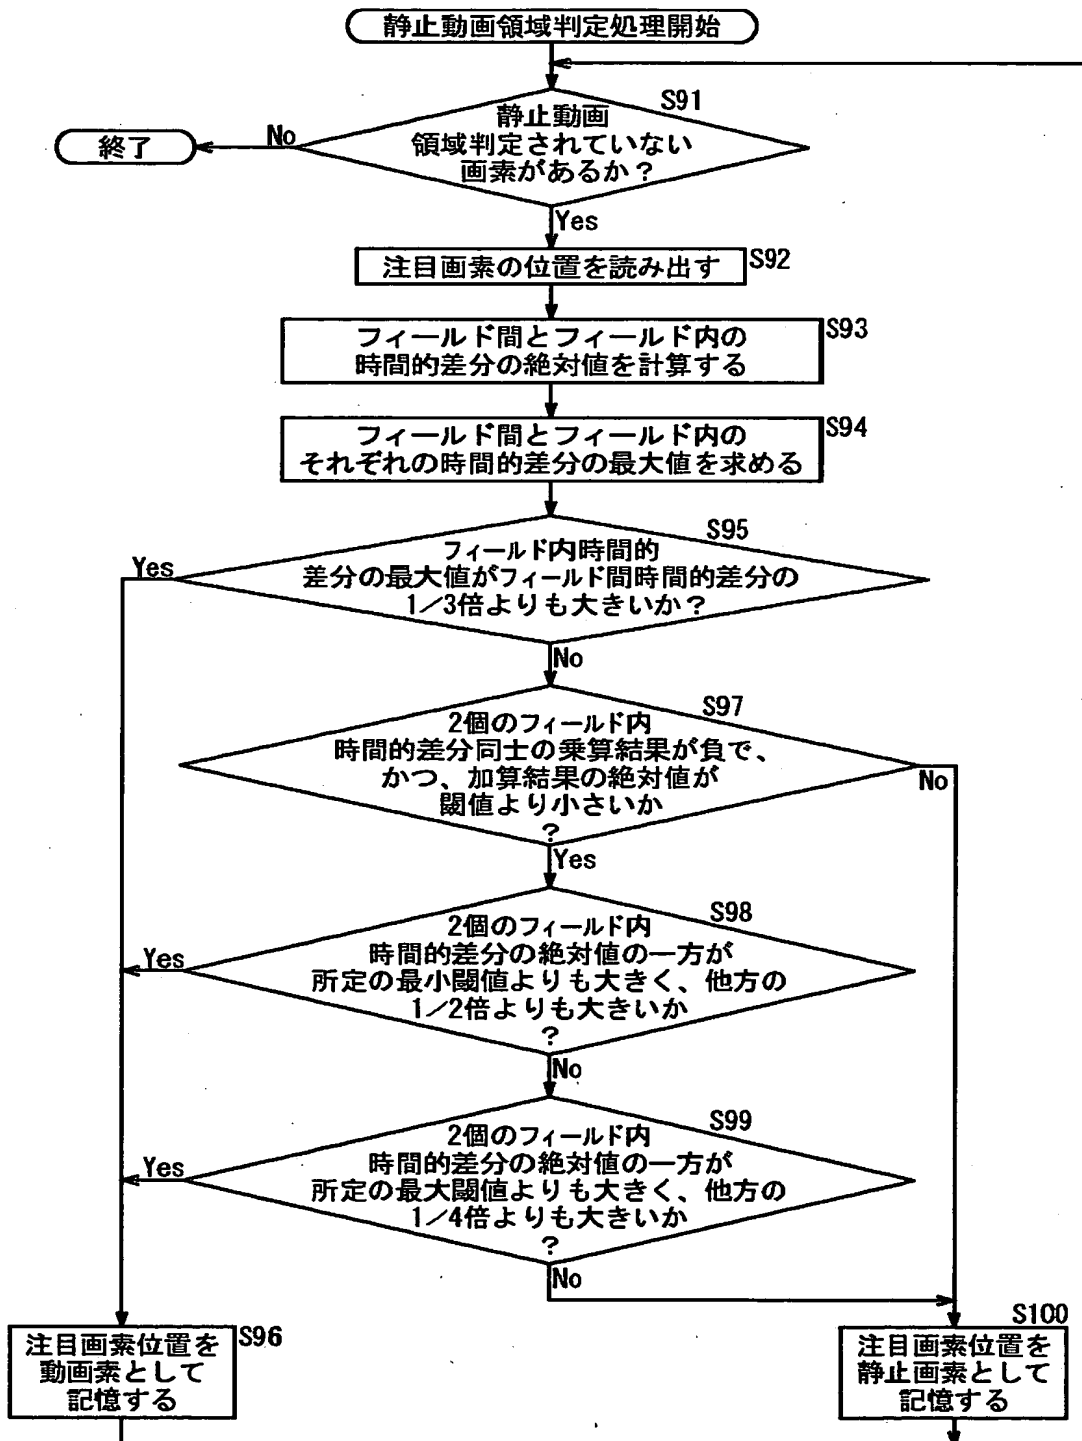 静止動画領域判定処理開始
S91
静止動画
領域判定されていない
画素があるか？
No
終了
Yes
注目画素の位置を読み出す
S92
フィールド間とフィールド内の
時間的差分の絶対値を計算する
S93
フィールド間とフィールド内の
それぞれの時間的差分の最大値を求める
S94
S95
フィールド内時間的
差分の最大値がフィールド間時間的差分の
1／3倍よりも大きいか？
Yes
No
S97
2個のフィールド内
時間的差分同士の乗算結果が負で、
かつ、加算結果の絶対値が
閾値より小さいか
？
No
Yes
S98
2個のフィールド内
時間的差分の絶対値の一方が
所定の最小閾値よりも大きく、他方の
1／2倍よりも大きいか
？
Yes
No
S99
2個のフィールド内
時間的差分の絶対値の一方が
所定の最大閾値よりも大きく、他方の
1／4倍よりも大きいか
？
Yes
No
S96
注目画素位置を
動画素として
記憶する
S100
注目画素位置を
静止画素として
記憶する